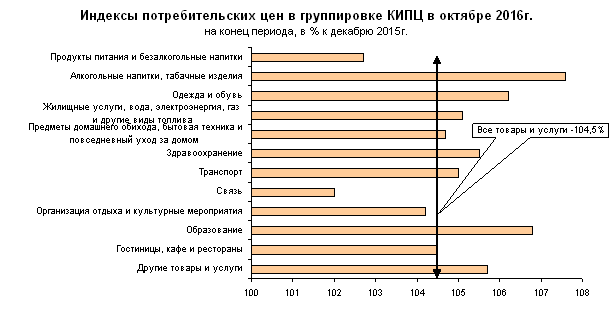 Индексы потребительских цен в группировке КИПЦ в октябре 2016г.
на конец периода, в % к декабрю 2015г.
Продукты питания и безалкогольные напитки
Алкогольные напитки, табачные изделия
Одежда и обувь
Жилищные услуги, вода, электроэнергия, газ
и другие виды топлива
Предметы домашнего обихода, бытовая техника и
повседневный уход за домом
Здравоохранение
Транспорт
Связь
Организация отдыха и культурные мероприятия
Образование
Гостиницы, кафе и рестораны
Другие товары и услуги
Все товары и услуги -104,5%
100 101 102 103 104 105 106 107 108